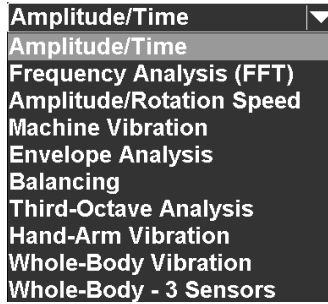 Amplitude/Time
Amplitude/Time
Frequency Analysis (FFT)
Amplitude/Rotation Speed
Machine Vibration
Envelope Analysis
Balancing
Third-Octave Analysis
Hand-Arm Vibration
Whole-Body Vibration
Whole-Body - 3 Sensors